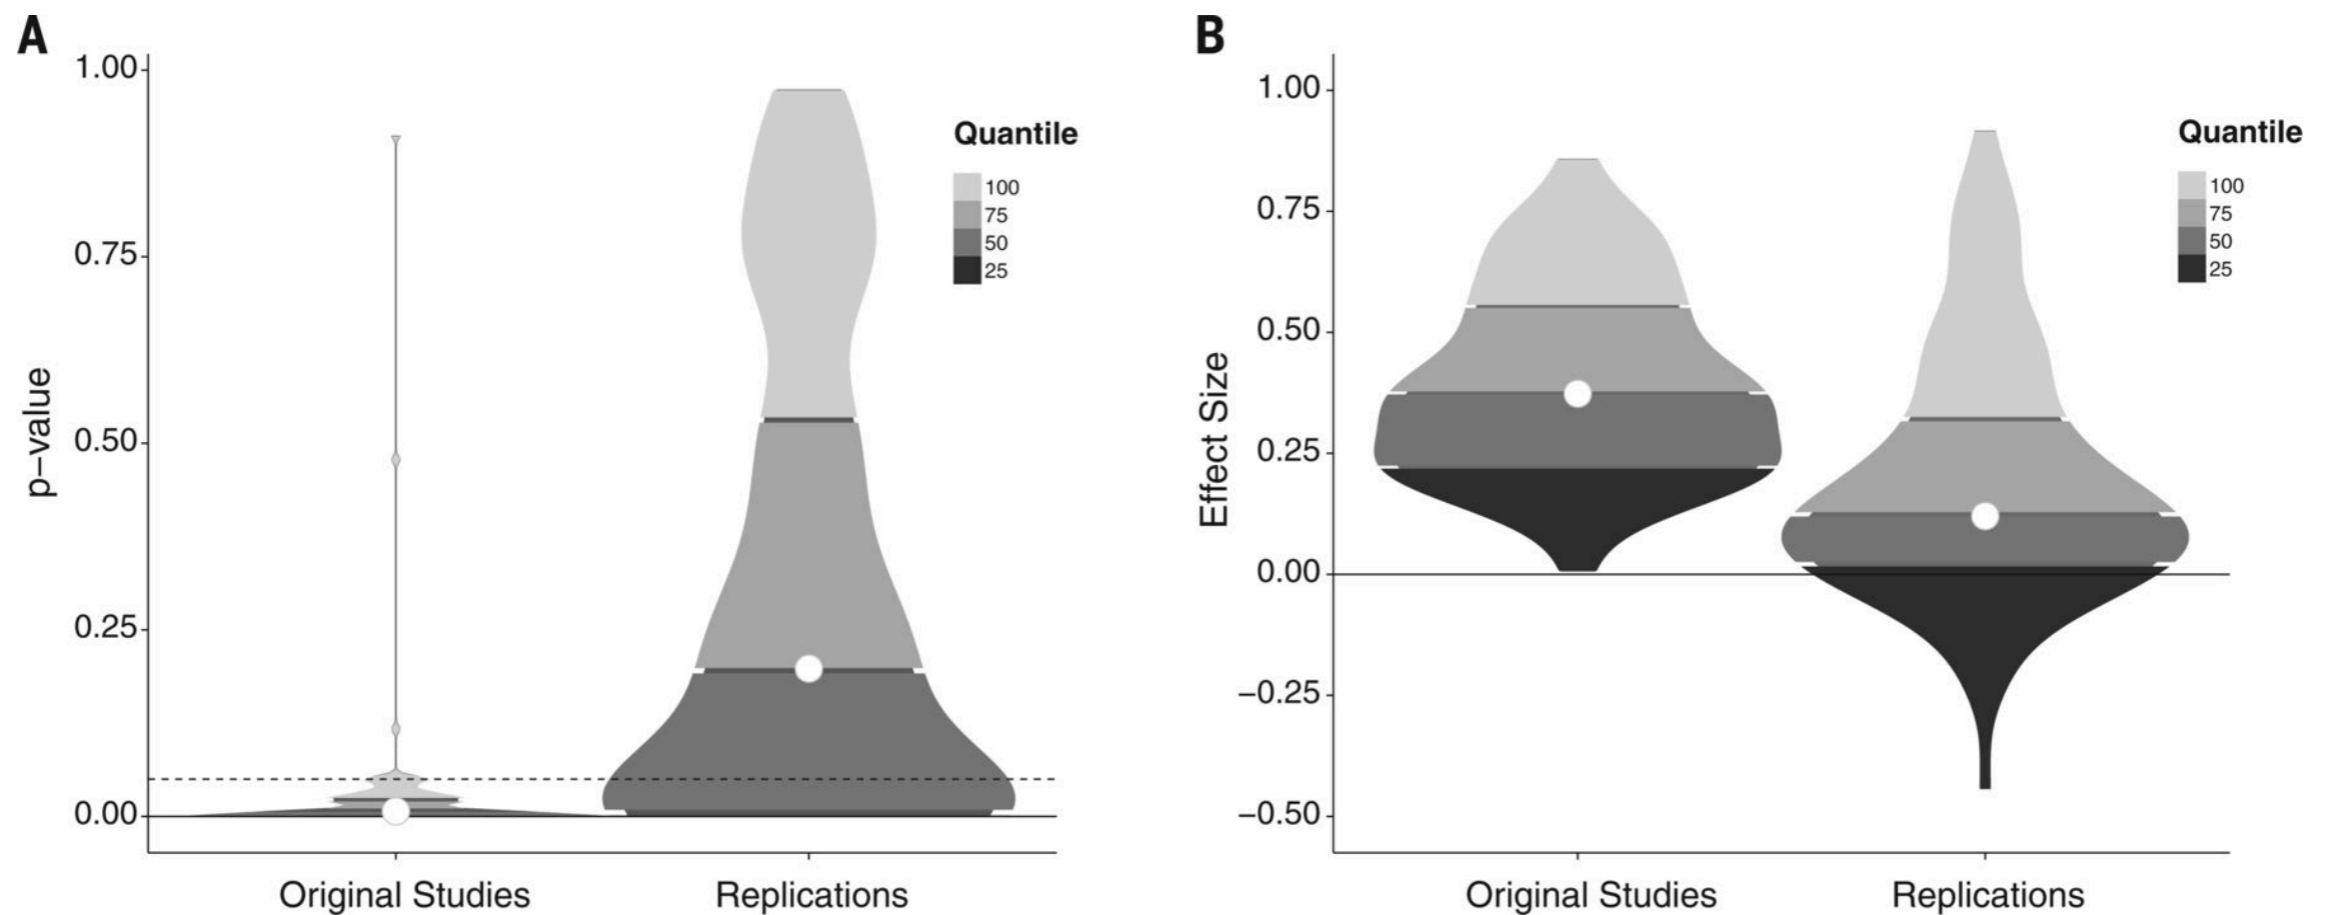 A
1.00
0.75
0.50
0.25
0.00
p-value
Quantile
100
75
50
25
Original Studies
Replications
B
1.00
0.75
0.50
0.25
0.00
−0.25
−0.50
Effect Size
Quantile
100
75
50
25
Original Studies
Replications